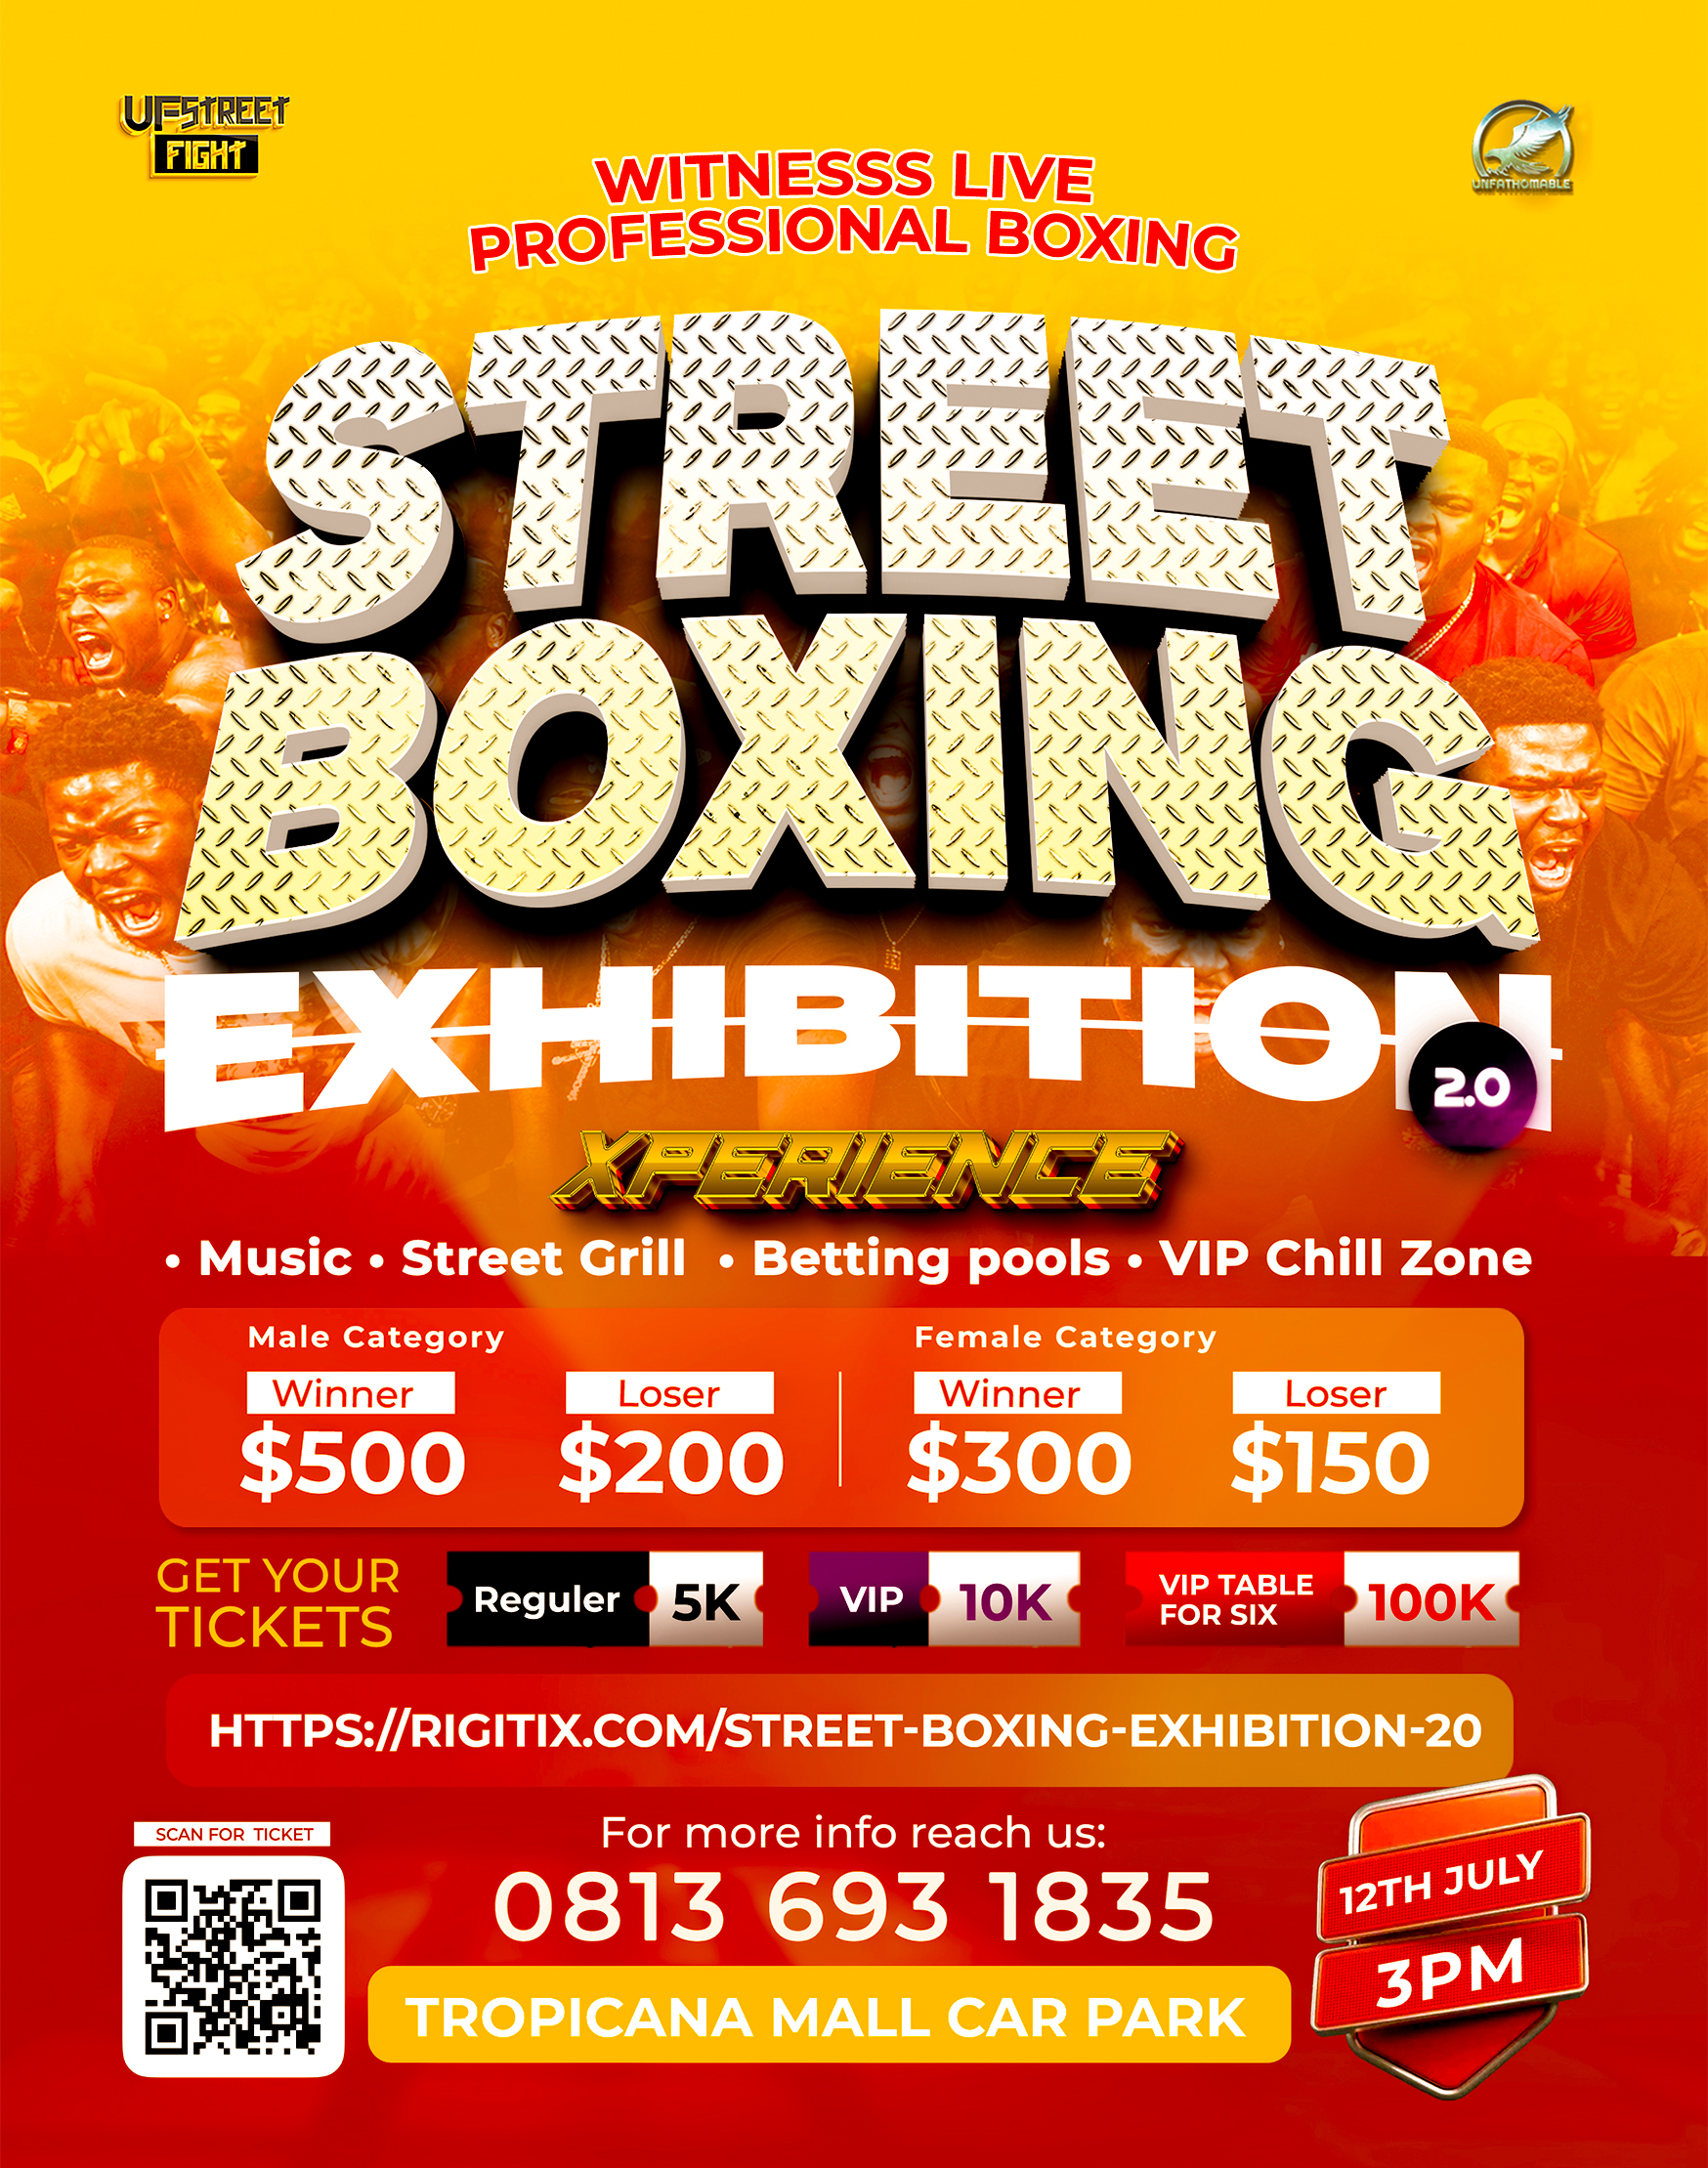 UFSTREET
FIGHT
UNFATHOMABLE
WITNESSS LIVE
PROFESSIONAL BOXING
STREET
BOXING
EXHIBITION
2.0
XPERIENCE
• Music • Street Grill • Betting pools • VIP Chill Zone
Male Category
Female Category
Winner
Loser
Winner
Loser
$500
$200
$300
$150
GET YOUR
TICKETS
Reguler
5K
VIP
10K
VIP TABLE
FOR SIX
100K
HTTPS://RIGITIX.COM/STREET-BOXING-EXHIBITION-20
SCAN FOR TICKET
For more info reach us:
0813 693 1835
TROPICANA MALL CAR PARK
12TH JULY
3PM